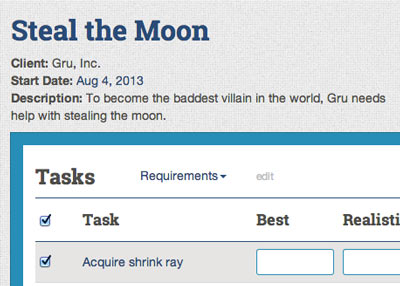 Steal the Moon
Client: Gru, Inc.
Start Date: Aug 4, 2013
Description: To become the baddest villain in the world, Gru needs
help with stealing the moon.
Tasks Requirements edit
Task Best Realisti
Acquire shrink ray